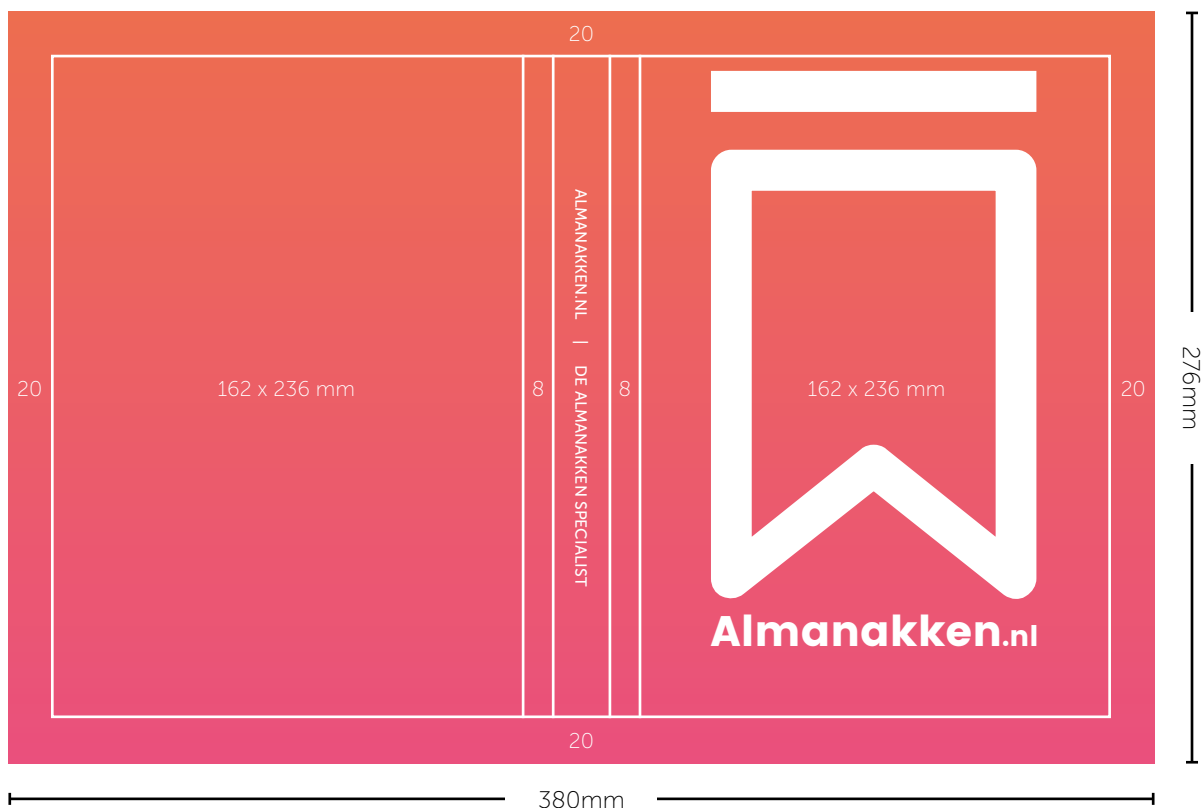 20
20
162 x 236 mm
8
ALMANAKKEN.NL | DE ALMANAKKEN SPECIALIST
8
162 x 236 mm
20
276mm
Almanakken.nl
20
380mm